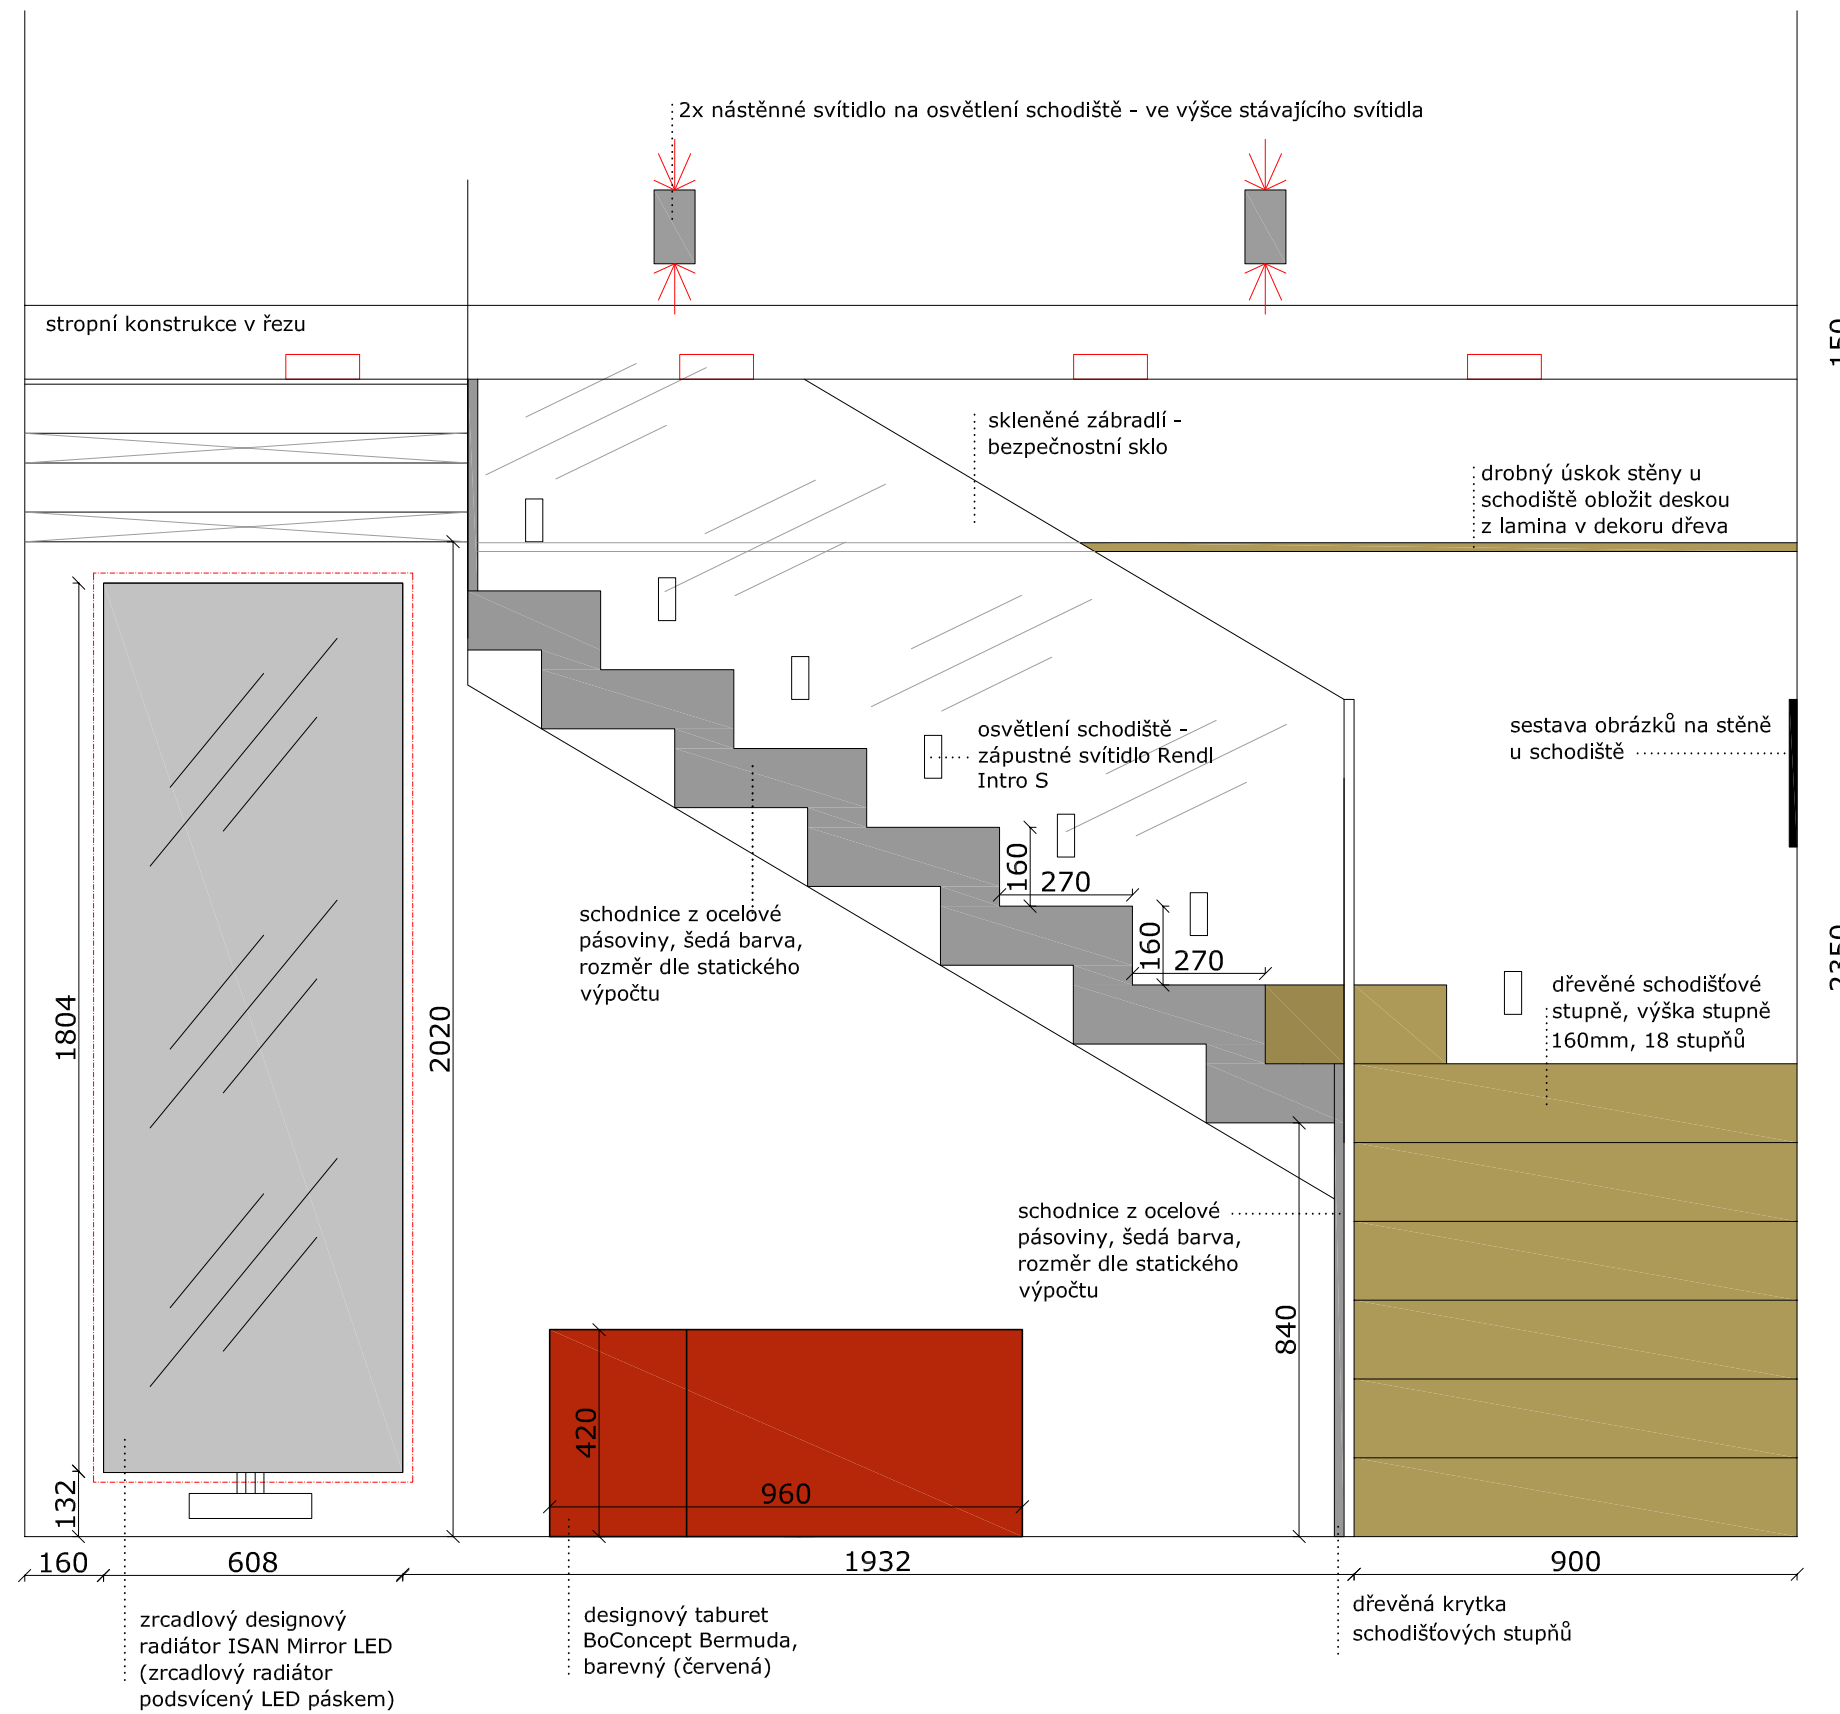 2x nástěnné svítidlo na osvětlení schodiště - ve výšce stávajícího svítidla
stropní konstrukce v řezu
150
skleněné zábradlí -
bezpečnostní sklo
drobný úskok stěny u
schodiště obložit deskou
z lamina v dekoru dřeva
osvětlení schodiště -
zápustné svítidlo Rendl
Intro S
sestava obrázků na stěně
u schodiště
160
270
160
270
2350
schodnice z ocelové
pásoviny, šedá barva,
rozměr dle statického
výpočtu
dřevěné schodišťové
stupně, výška stupně
160mm, 18 stupňů
1804
2020
schodnice z ocelové
pásoviny, šedá barva,
rozměr dle statického
výpočtu
840
420
960
132
160
608
1932
900
zrcadlový designový
radiátor ISAN Mirror LED
(zrcadlový radiátor
podsvícený LED páskem)
designový taburet
BoConcept Bermuda,
barevný (červená)
dřevěná krytka
schodišťových stupňů